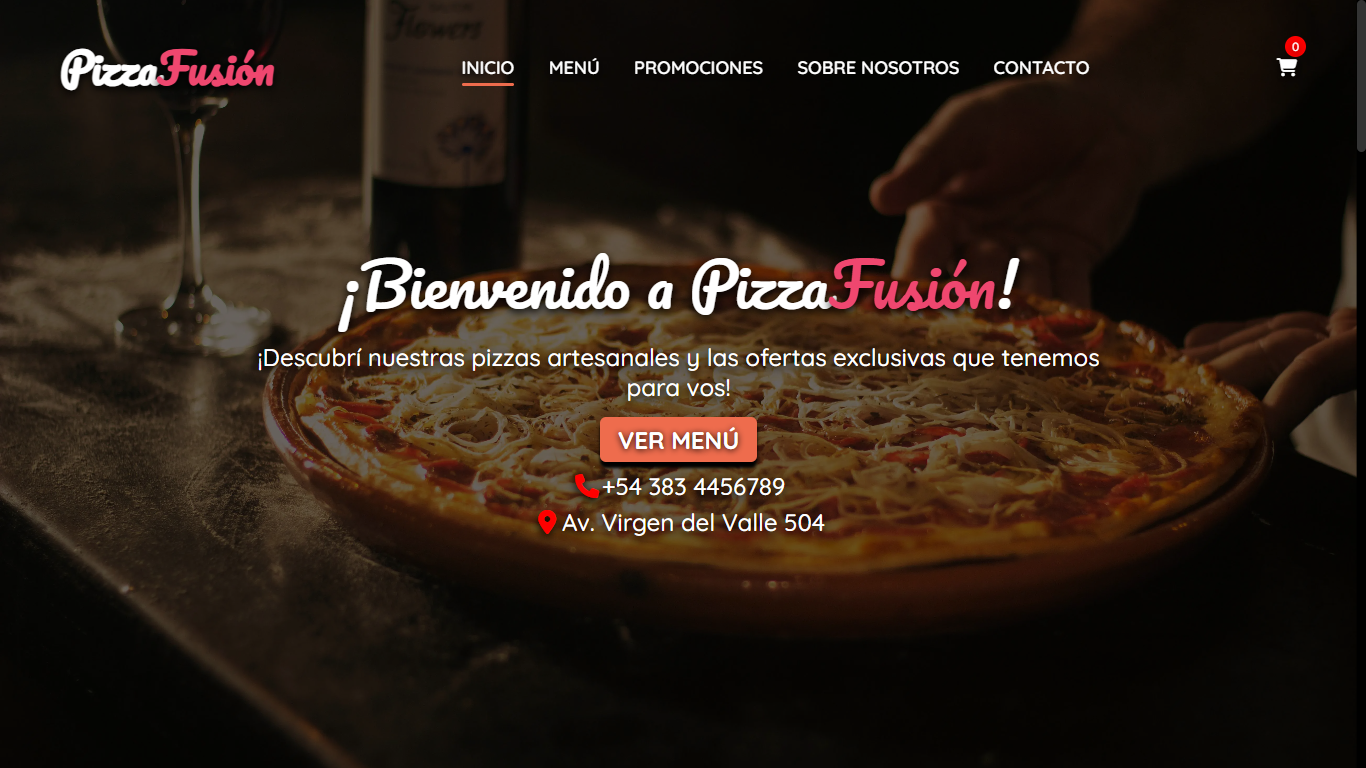 Flowers
PizzaFusión
INICIO
MENÚ
PROMOCIONES
SOBRE NOSOTROS
CONTACTO
0
¡Bienvenido a PizzaFusión!
¡Descubrí nuestras pizzas artesanales y las ofertas exclusivas que tenemos
para vos!
VER MENÚ
+54 383 4456789
Av. Virgen del Valle 504